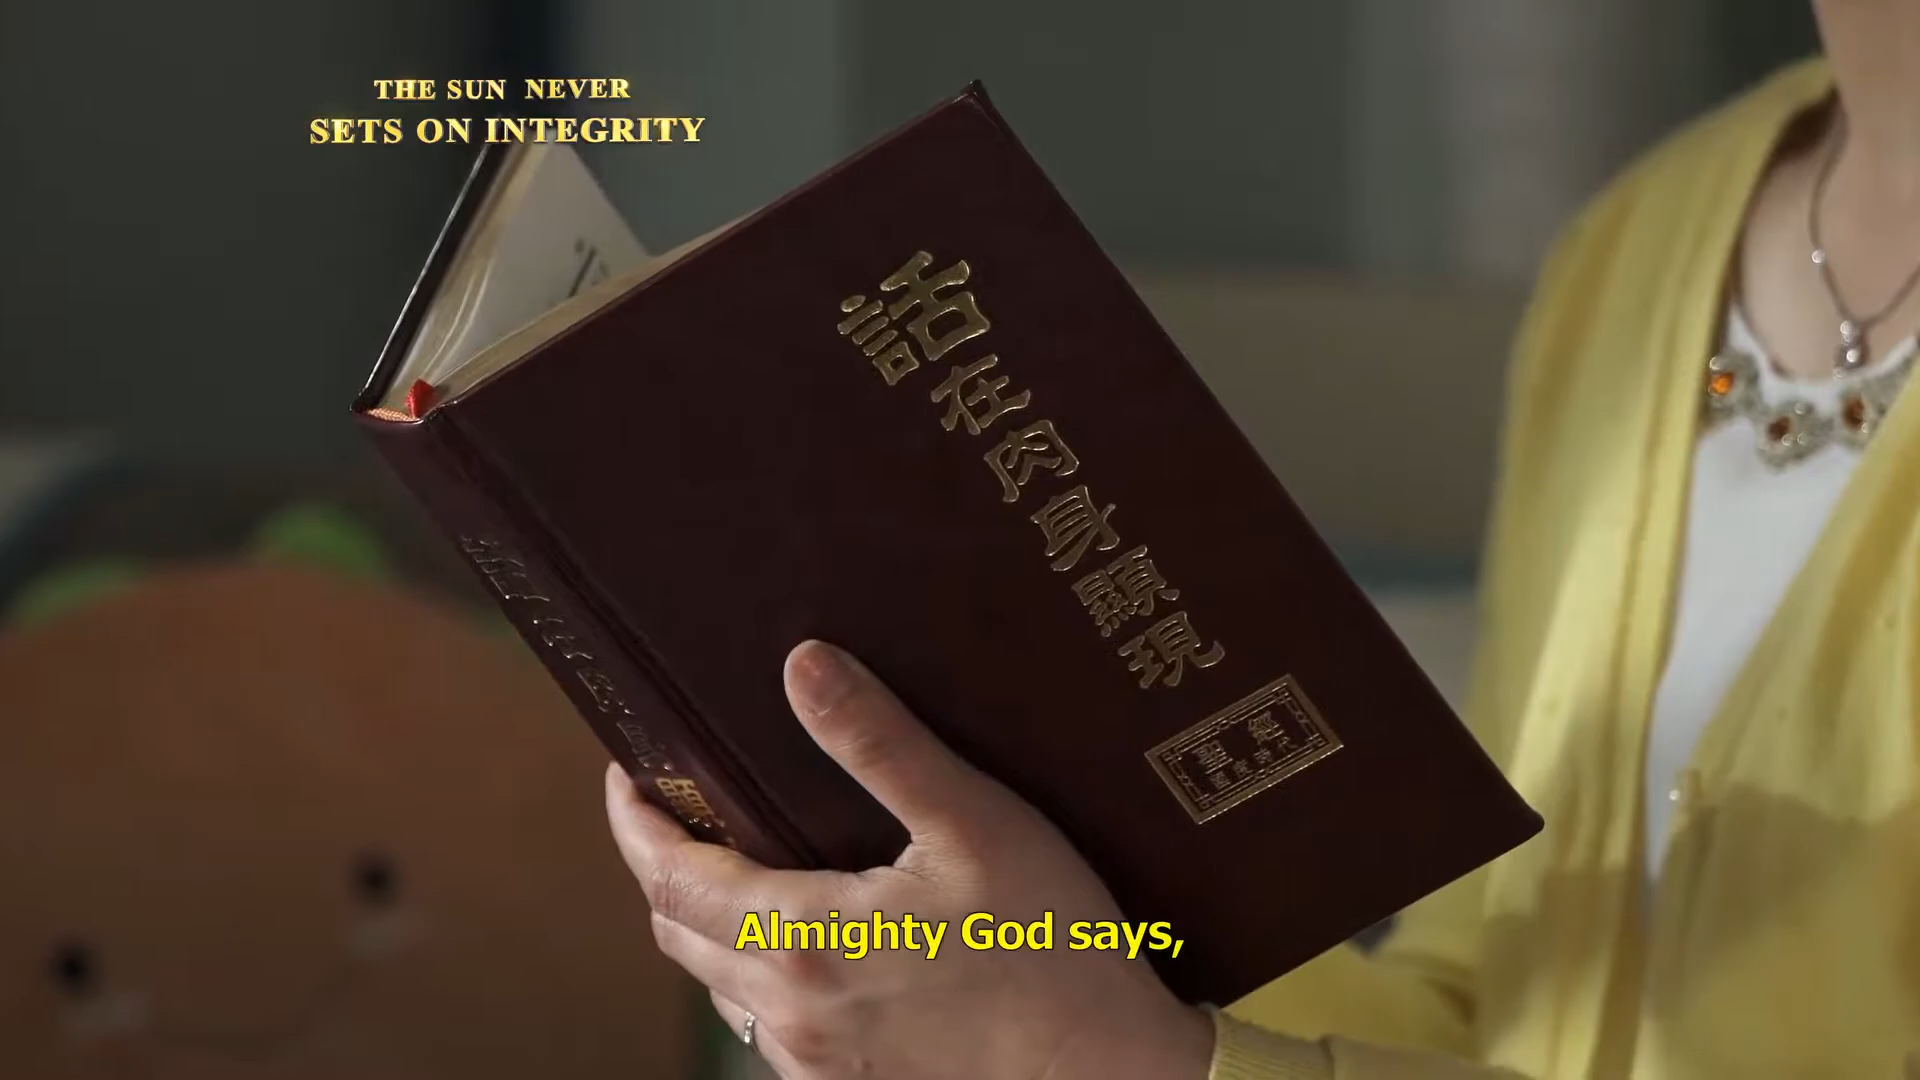 THE SUN NEVER
SETS ON INTEGRITY
話在肉身顯現
聖經
Almighty God says,